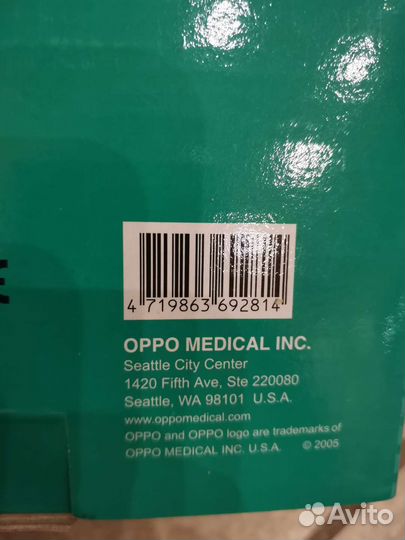 4 719863 692814
OPPO MEDICAL INC.
Seattle City Center
1420 Fifth Ave, Ste 220080
Seattle, WA 98101 U.S.A.
www.oppomedical.com
OPPO and OPPO logo are trademarks of
OPPO MEDICAL INC. U.S.A. © 2005
Avito